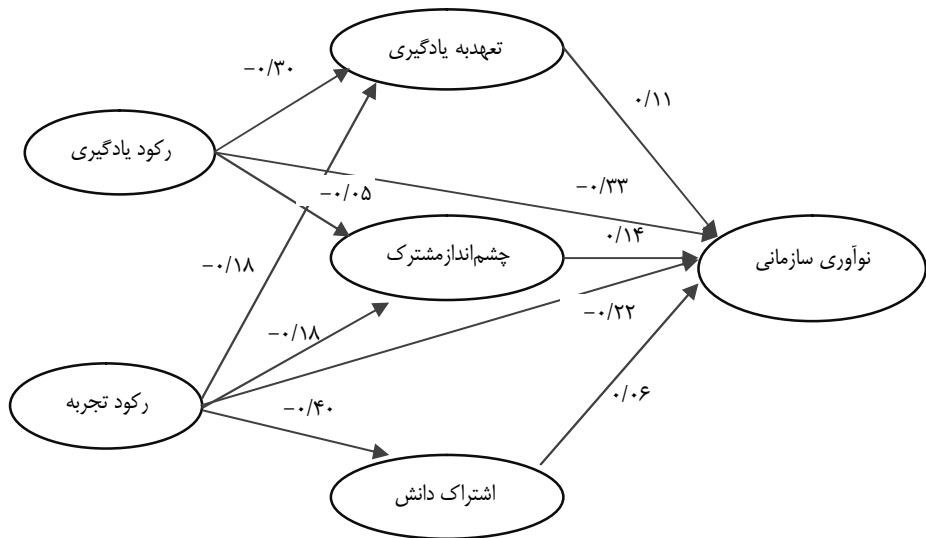 تعهدبه یادگیری
−۰/۳۰
۰/۱۱
رکود یادگیری
−۰/۳۳
−۰/۰۵
۰/۱۴
چشم‌اندازمشترک
نوآوری سازمانی
−۰/۱۸
−۰/۲۲
−۰/۱۸
رکود تجربه
−۰/۴۰
۰/۰۶
اشتراک دانش